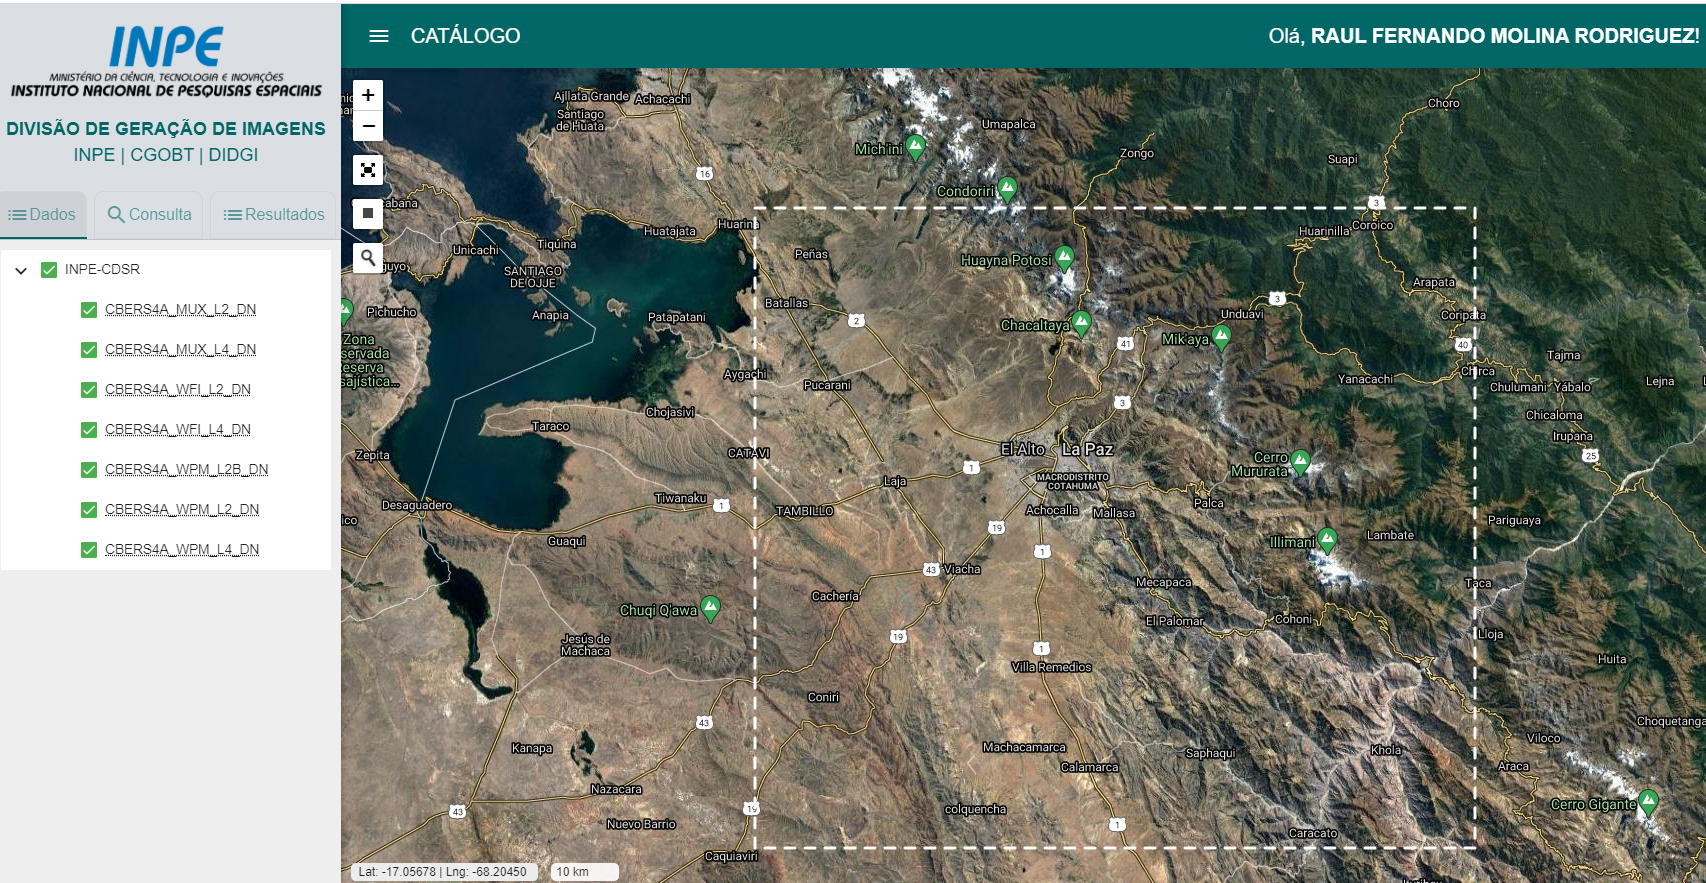 INPE
MINISTÉRIO DA CIÊNCIA, TECNOLOGIA E INOVAÇÕES
INSTITUTO NACIONAL DE PESQUISAS ESPACIAIS
DIVISÃO DE GERAÇÃO DE IMAGENS
INPE | CGOBT | DIDGI
Dados
Consulta
Resultados
INPE-CDSR
CBERS4A_MUX_L2_DN
CBERS4A_MUX_L4_DN
CBERS4A_WFI_L2_DN
CBERS4A_WFI_L4_DN
CBERS4A_WPM_L2B_DN
CBERS4A_WPM_L2_DN
CBERS4A_WPM_L4_DN
CATÁLOGO
Olá, RAUL FERNANDO MOLINA RODRIGUEZ!
+
−
Ajllata Grande
Achacachi
Santiago
de Huata
Umapalca
Choro
Mich'ini
Zongo
Suapi
16
Condoriri
cabana
3
Huarina
Huatajata
Coroico
Huarinilla
Unicachi
Tiquina
Peñas
Huayna Potosi
guyo
SANTIAGO
DE OJJE
Arapata
Batallas
3
Pichucho
Anapia
Patapatani
2
Chacaltaya
Unduavi
Coripata
Zona
servada
eserva
sajística...
41
Mik'aya
40
Tajma
Aygachi
Pucarani
Yanacachi
Chirca
Chulumani
Yábalo
Lejna
3
Chojasivi
Chicaloma
Taraco
Irupana
Zepita
CATAVI
El Alto
La Paz
Cerro
Mururata
25
1
Laja
MACRODISTRITO
COTAHUMA
Desaguadero
Tiwanaku
1
TAMBILLO
Achocalla
Mallasa
Palca
ico
Pariguaya
19
Guaqui
Illimani
Lambate
1
43
Viacha
Mecapaca
Taca
Cachería
Chuqi Q'awa
El Palomar
Cohoni
Jesús de
Machaca
19
Lloja
1
Villa Remedios
Huita
Coniri
43
Choquetanga
Kanapa
Machacamarca
Saphaqui
Khola
Viloco
Calamarca
Araca
Nazacara
43
19
colquencha
Cerro Gigante
Nuevo Barrio
1
Caracato
Caquiaviri
Lat: -17.05678 | Lng: -68.20450
10 km